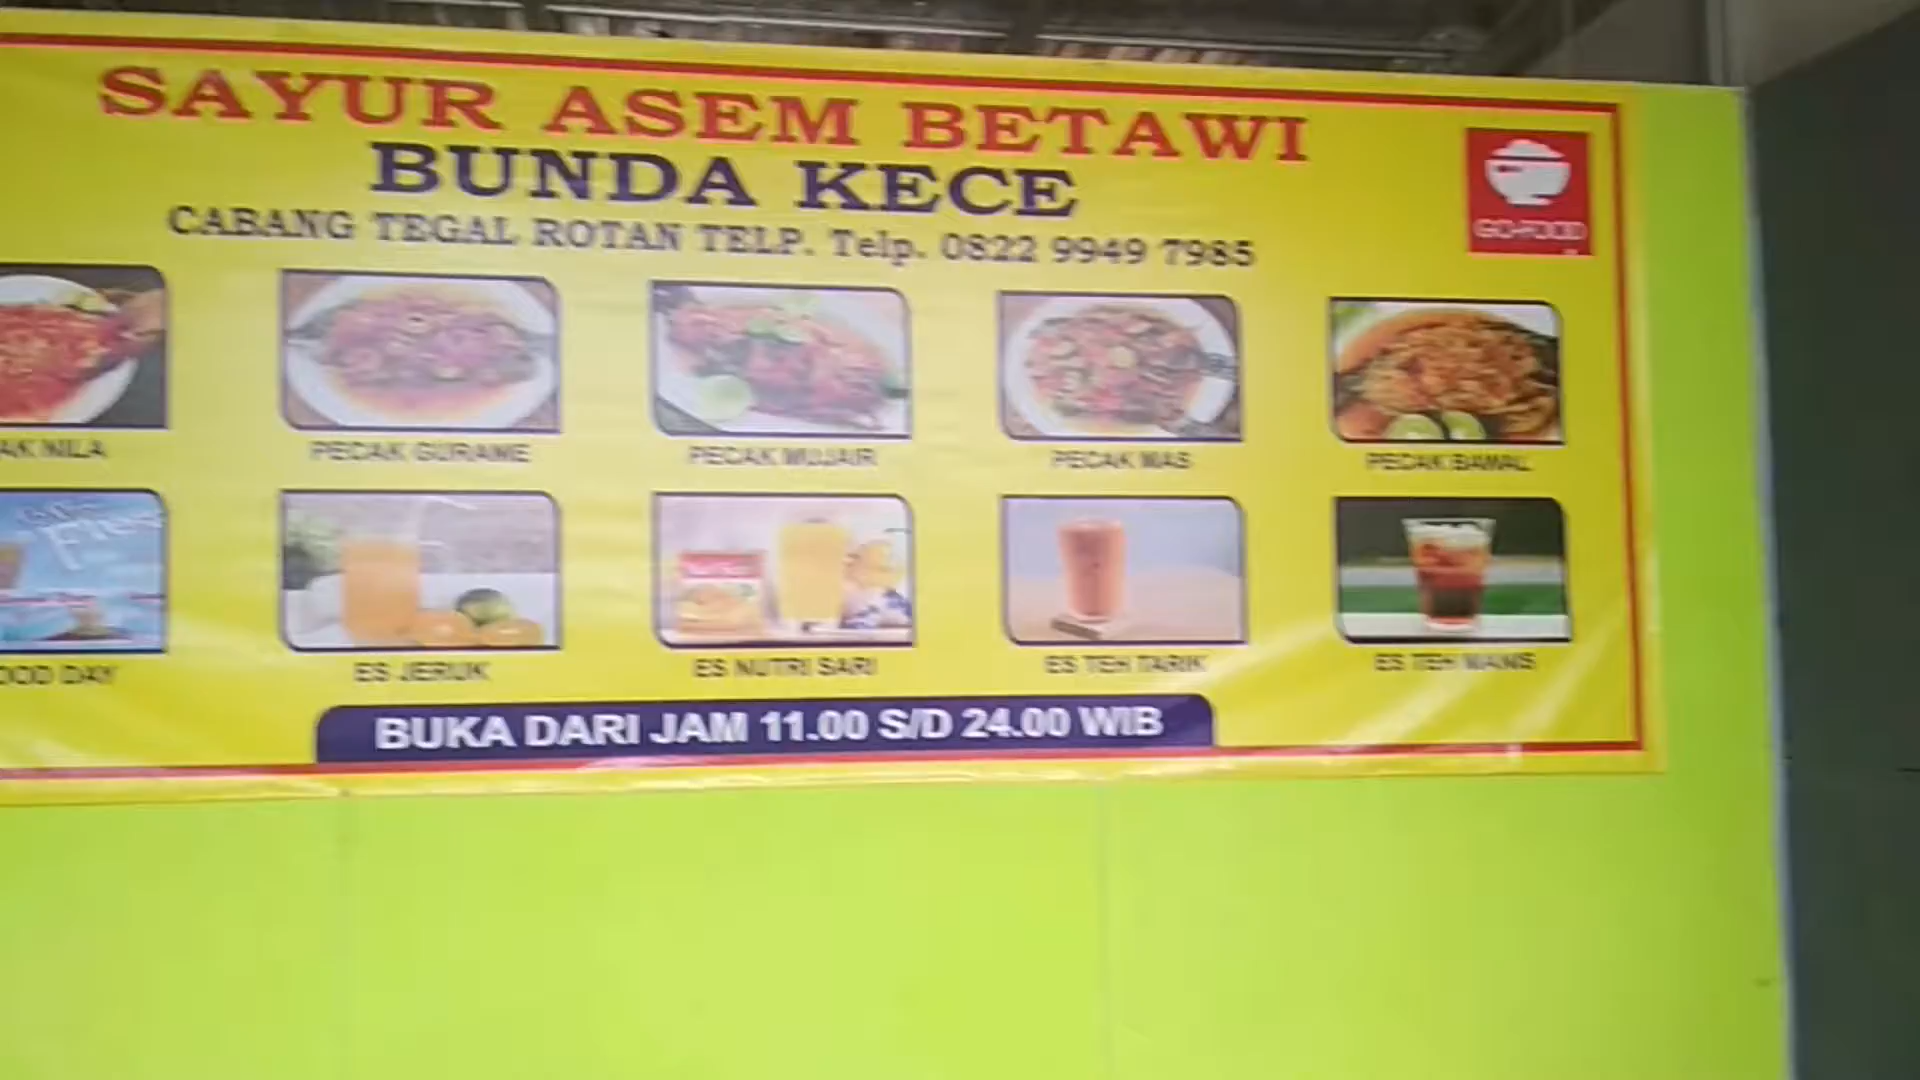 SAYUR ASEM BETAWI
BUNDA KECE
CABANG TEGAL ROTAN TELP. Telp. 0822 9949 7985
GO-FOOD
AK NILA
PECAK GURAME
PECAK MUJAIR
PECAK MAS
PECAK BAWAL
OOD DAY
ES JERUK
ES NUTRI SARI
ES TEH TARIK
ES TEH MANIS
BUKA DARI JAM 11.00 S/D 24.00 WIB